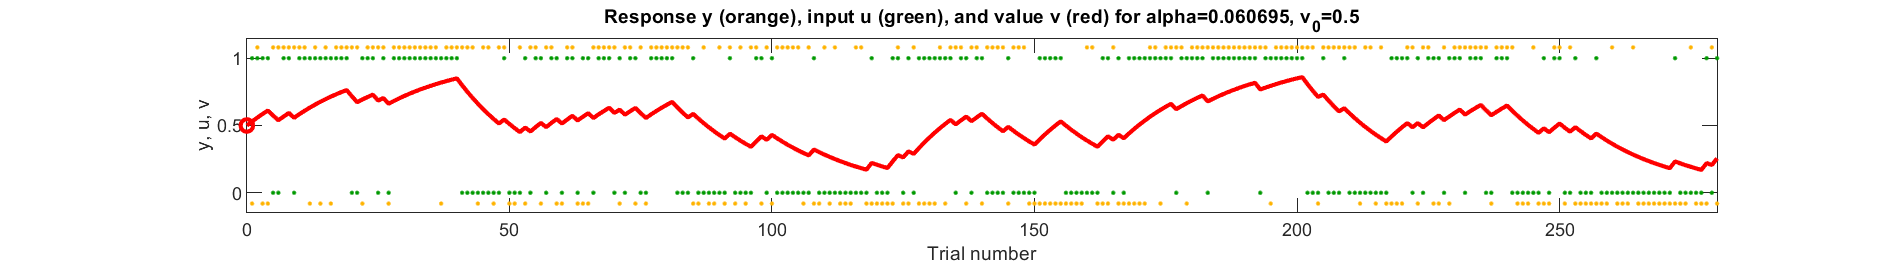 Response y (orange), input u (green), and value v (red) for alpha=0.060695, v0=0.5
y, u, v
1
0.5
0
0 50 100 150 200 250
Trial number